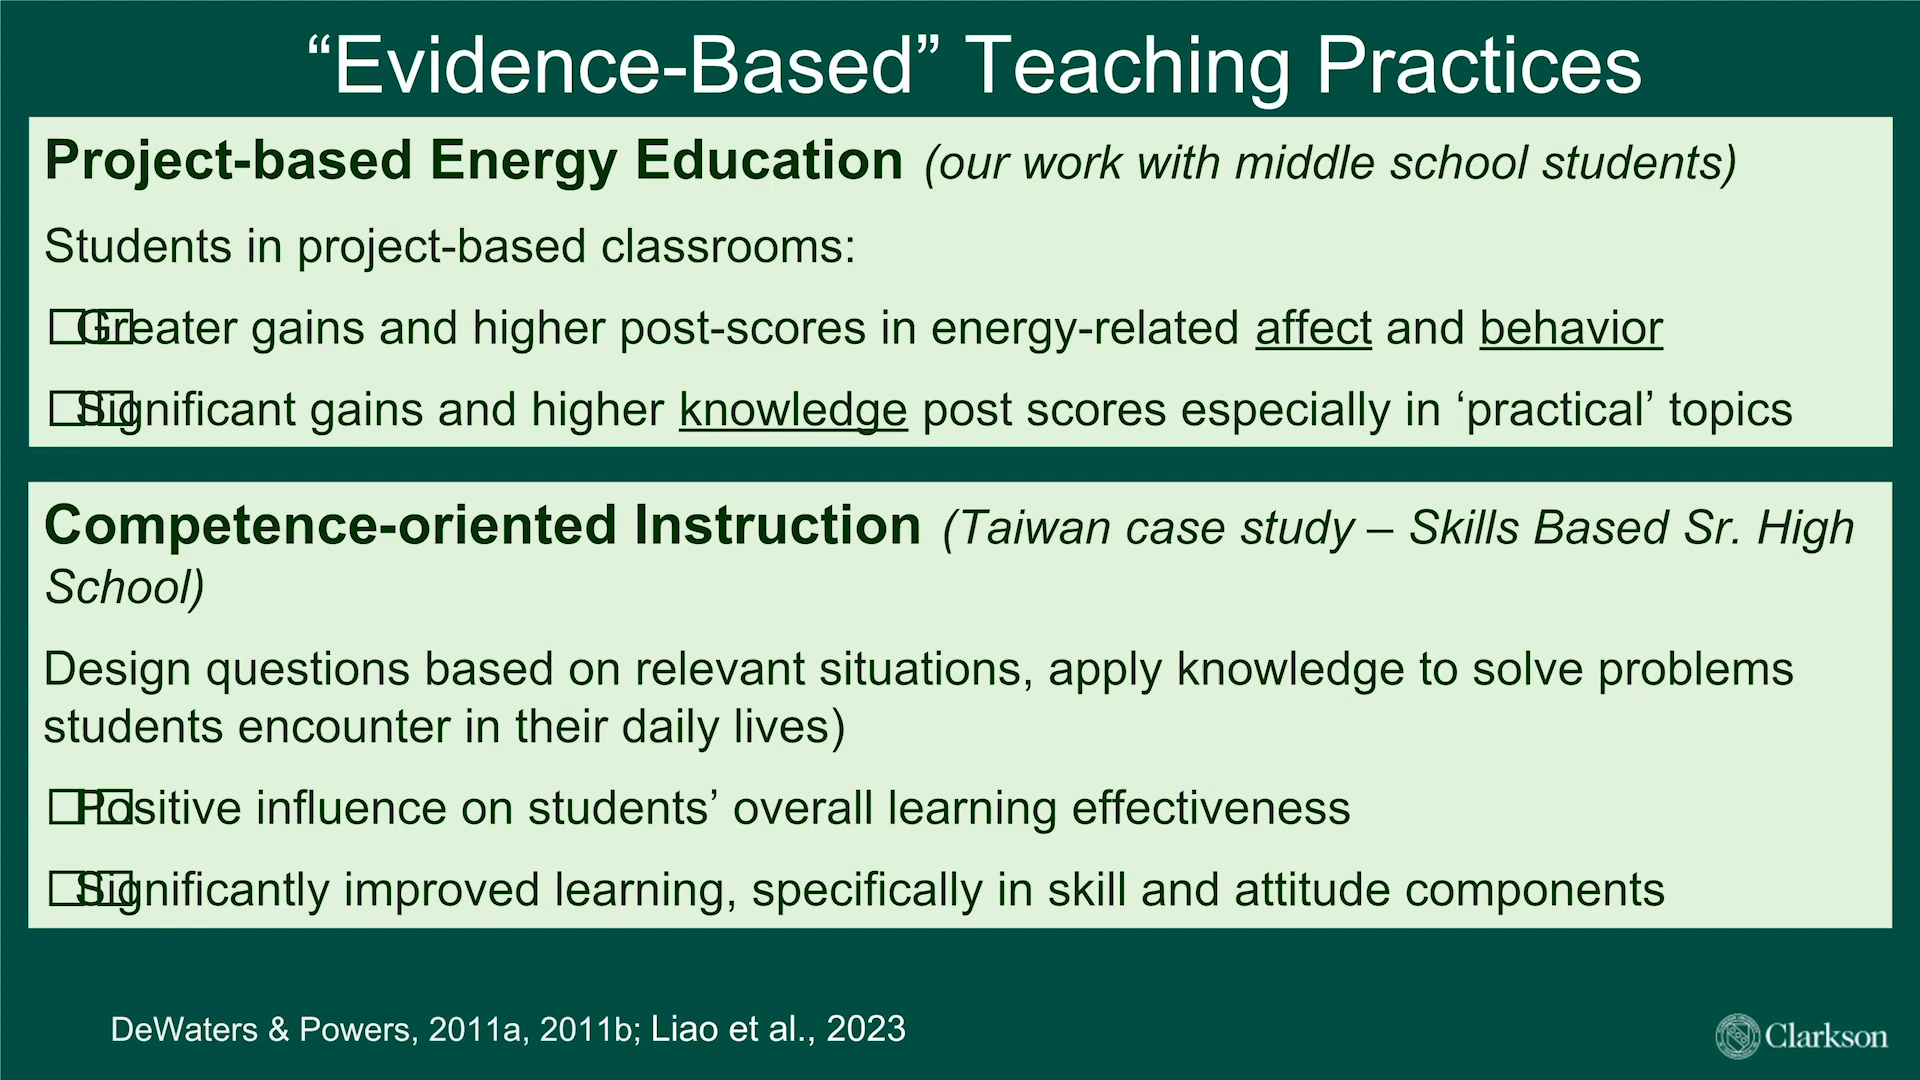 “Evidence-Based” Teaching Practices
Project-based Energy Education (our work with middle school students)
Students in project-based classrooms:
Greater gains and higher post-scores in energy-related affect and behavior
Significant gains and higher knowledge post scores especially in ‘practical’ topics
Competence-oriented Instruction (Taiwan case study – Skills Based Sr. High
School)
Design questions based on relevant situations, apply knowledge to solve problems
students encounter in their daily lives)
Positive influence on students’ overall learning effectiveness
Significantly improved learning, specifically in skill and attitude components
DeWaters & Powers, 2011a, 2011b; Liao et al., 2023
Clarkson